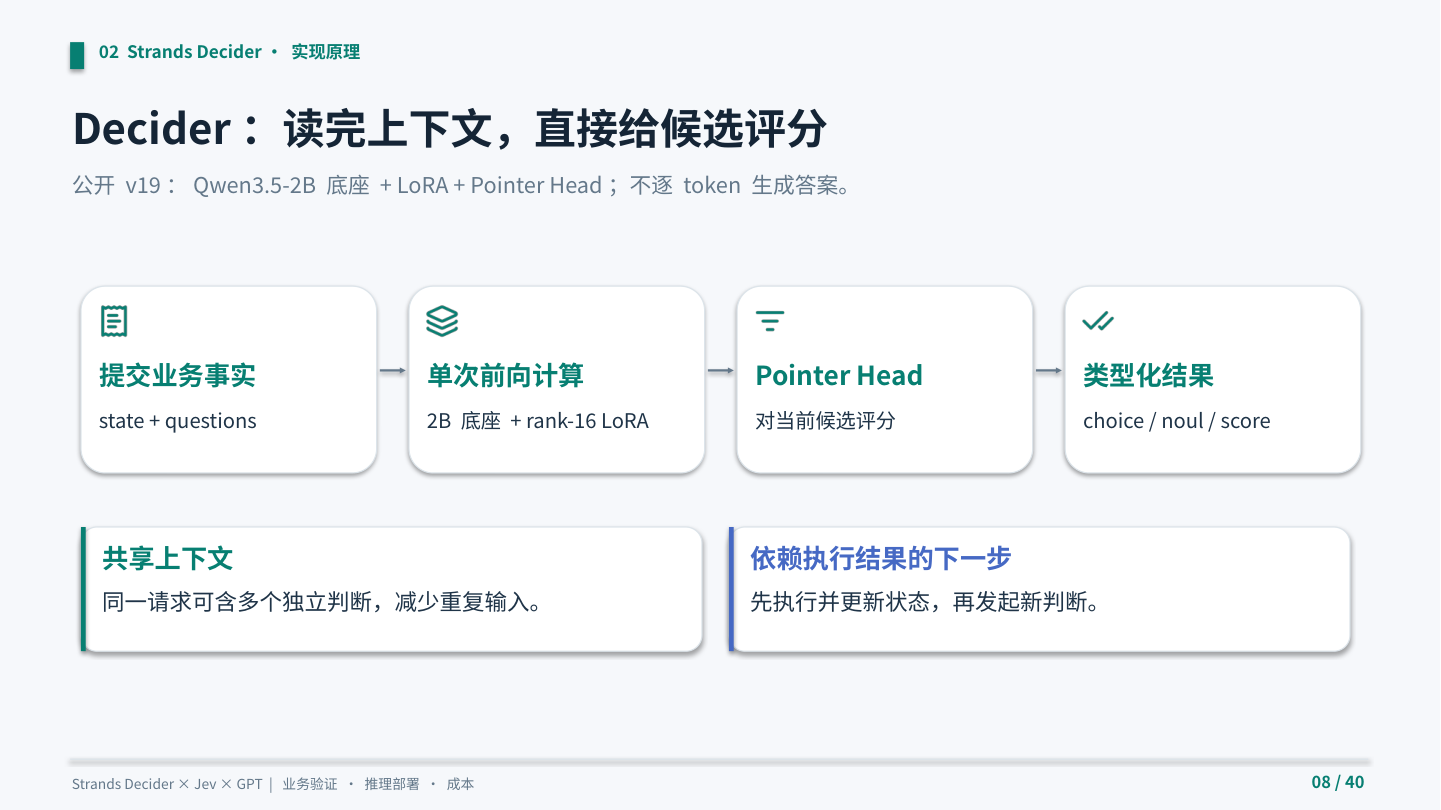 02 Strands Decider · 实现原理
Decider：读完上下文，直接给候选评分
公开 v19： Qwen3.5-2B 底座 + LoRA + Pointer Head；不逐 token 生成答案。
提交业务事实
state + questions
单次前向计算
2B 底座 + rank-16 LoRA
Pointer Head
对当前候选评分
类型化结果
choice / noul / score
共享上下文
同一请求可含多个独立判断，减少重复输入。
依赖执行结果的下一步
先执行并更新状态，再发起新判断。
Strands Decider × Jev × GPT | 业务验证 · 推理部署 · 成本
08 / 40